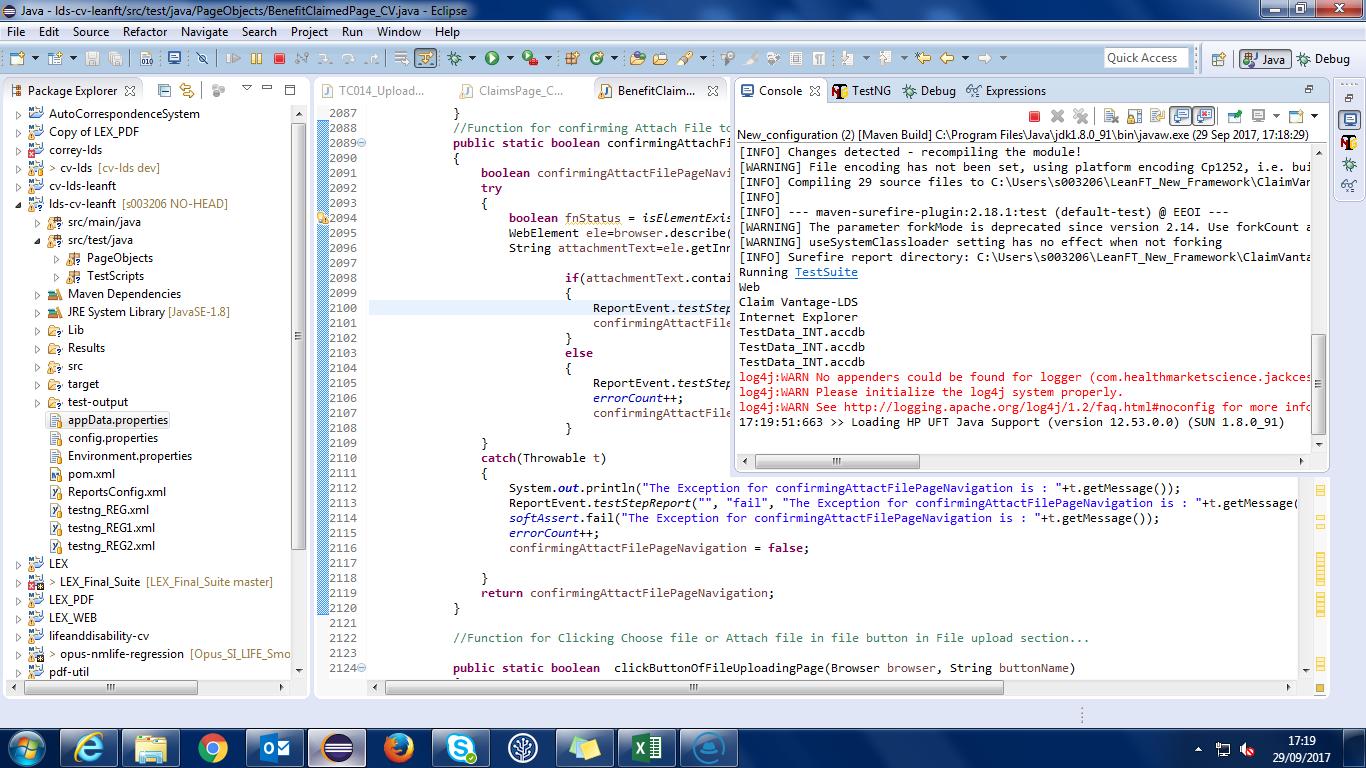 Java - lds-cv-leanft/src/test/java/PageObjects/BenefitClaimedPage_CV.java - Eclipse
File Edit Source Refactor Navigate Search Project Run Window Help
Quick Access
Java
Debug
Package Explorer
AutoCorrespondenceSystem
Copy of LEX_PDF
correy-lds
> cv-lds [cv-lds dev]
cv-lds-leanft
lds-cv-leanft [s003206 NO-HEAD]
src/main/java
src/test/java
PageObjects
TestScripts
Maven Dependencies
JRE System Library [JavaSE-1.8]
Lib
Results
src
target
test-output
appData.properties
config.properties
Environment.properties
pom.xml
ReportsConfig.xml
testng_REG.xml
testng_REG1.xml
testng_REG2.xml
LEX
> LEX_Final_Suite [LEX_Final_Suite master]
LEX_PDF
LEX_WEB
lifeanddisability-cv
> opus-nmlife-regression [Opus_SI_LIFE_Smo
pdf-util
TC014_Upload...
ClaimsPage_C...
BenefitClaim...
2087 }
2088 //Function for confirming Attach File to
2089 public static boolean confirmingAttachFi
2090 {
2091 boolean confirmingAttactFilePageNavi
2092 try
2093 {
2094 boolean fnStatus = isElementExis
2095 WebElement ele=browser.describe(
2096 String attachmentText=ele.getInn
2097
2098 if(attachmentText.contai
2099 {
2100 ReportEvent.testStep
2101 confirmingAttactFile
2102 }
2103 else
2104 {
2105 ReportEvent.testStep
2106 errorCount++;
2107 confirmingAttactFile
2108 }
2109 }
2110 catch(Throwable t)
2111 {
2112 System.out.println("The Exception for confirmingAttactFilePageNavigation is : "+t.getMessage());
2113 ReportEvent.testStepReport("", "fail", "The Exception for confirmingAttactFilePageNavigation is : "+t.getMessage(
2114 softAssert.fail("The Exception for confirmingAttactFilePageNavigation is : "+t.getMessage());
2115 errorCount++;
2116 confirmingAttactFilePageNavigation = false;
2117
2118 }
2119 return confirmingAttactFilePageNavigation;
2120 }
2121
2122 //Function for Clicking Choose file or Attach file in file button in File upload section...
2123
2124 public static boolean clickButtonOfFileUploadingPage(Browser browser, String buttonName)
Console
TestNG
Debug
Expressions
New_configuration (2) [Maven Build] C:\Program Files\Java\jdk1.8.0_91\bin\javaw.exe (29 Sep 2017, 17:18:29)
[INFO] Changes detected - recompiling the module!
[WARNING] File encoding has not been set, using platform encoding Cp1252, i.e. bui
[INFO] Compiling 29 source files to C:\Users\s003206\LeanFT_New_Framework\ClaimVan
[INFO]
[INFO] --- maven-surefire-plugin:2.18.1:test (default-test) @ EEOI ---
[WARNING] The parameter forkMode is deprecated since version 2.14. Use forkCount a
[WARNING] useSystemClassloader setting has no effect when not forking
[INFO] Surefire report directory: C:\Users\s003206\LeanFT_New_Framework\ClaimVanta
Running TestSuite
Web
Claim Vantage-LDS
Internet Explorer
TestData_INT.accdb
TestData_INT.accdb
TestData_INT.accdb
log4j:WARN No appenders could be found for logger (com.healthmarketscience.jackces
log4j:WARN Please initialize the log4j system properly.
log4j:WARN See http://logging.apache.org/log4j/1.2/faq.html#noconfig for more info
17:19:51:663 >> Loading HP UFT Java Support (version 12.53.0.0) (SUN 1.8.0_91)
17:19
29/09/2017